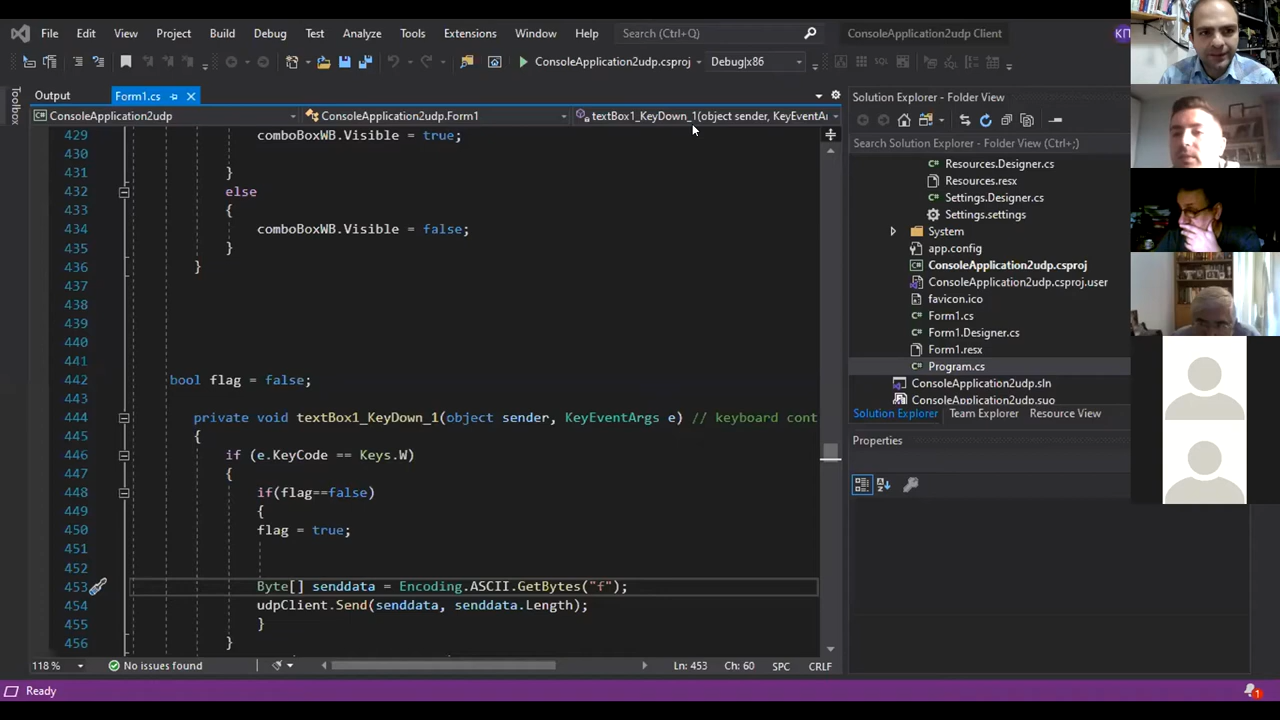 File Edit View Project Build Debug Test Analyze Tools Extensions Window Help Search (Ctrl+Q) ConsoleApplication2udp Client КП
ConsoleApplication2udp.csproj Debug|x86
Toolbox
Output Form1.cs
ConsoleApplication2udp ConsoleApplication2udp.Form1 textBox1_KeyDown_1(object sender, KeyEventAr
429 comboBoxWB.Visible = true;
430
431 }
432 else
433 {
434 comboBoxWB.Visible = false;
435 }
436 }
437
438
439
440
441
442 bool flag = false;
443
444 private void textBox1_KeyDown_1(object sender, KeyEventArgs e) // keyboard cont
445 {
446 if (e.KeyCode == Keys.W)
447 {
448 if(flag==false)
449 {
450 flag = true;
451
452
453 Byte[] senddata = Encoding.ASCII.GetBytes("f");
454 udpClient.Send(senddata, senddata.Length);
455 }
456 }
118 % No issues found Ln: 453 Ch: 60 SPC CRLF
Solution Explorer - Folder View
Search Solution Explorer - Folder View (Ctrl+;)
C# Resources.Designer.cs
Resources.resx
C# Settings.Designer.cs
Settings.settings
System
app.config
C# ConsoleApplication2udp.csproj
ConsoleApplication2udp.csproj.user
favicon.ico
C# Form1.cs
C# Form1.Designer.cs
Form1.resx
C# Program.cs
ConsoleApplication2udp.sln
ConsoleApplication2udp.suo
Solution Explorer Team Explorer Resource View
Properties
Ready 1